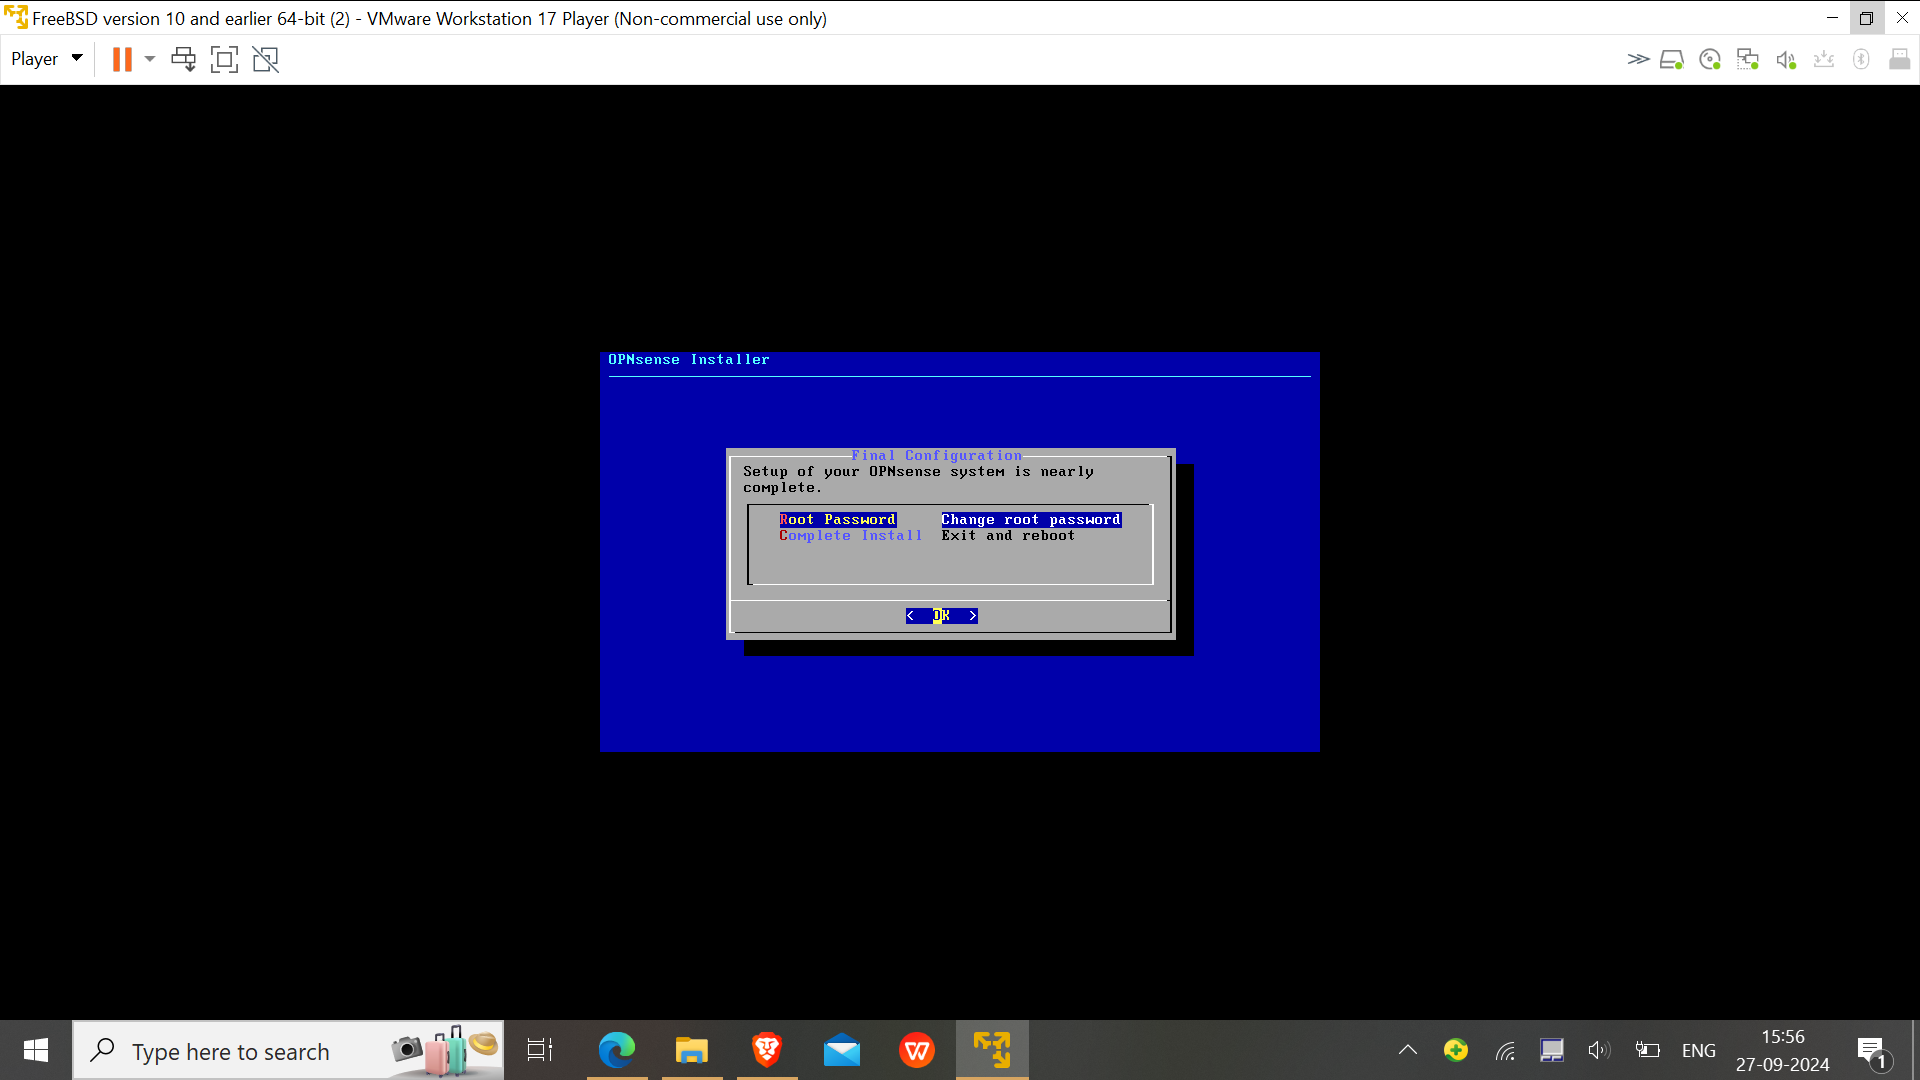 FreeBSD version 10 and earlier 64-bit (2) - VMware Workstation 17 Player (Non-commercial use only)
Player
OPNsense Installer
Final Configuration
Setup of your OPNsense system is nearly
complete.
Root Password Change root password
Complete Install Exit and reboot
< OK >
Type here to search
ENG
15:56
27-09-2024
1